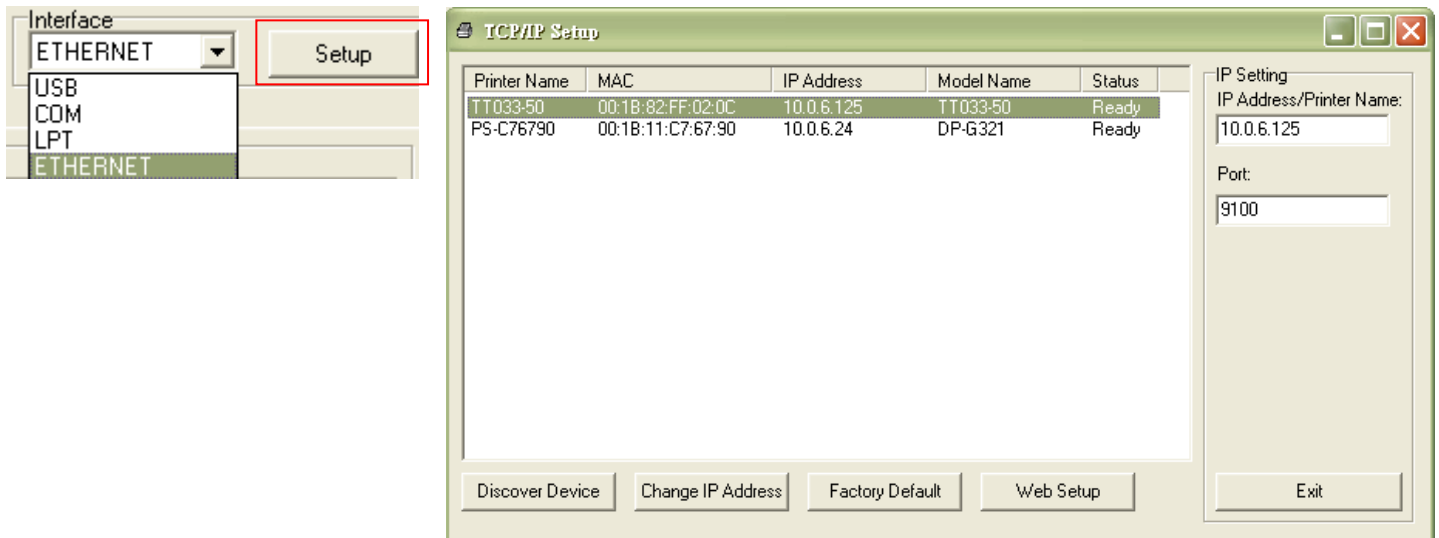 Interface
ETHERNET
Setup
USB
COM
LPT
ETHERNET
TCP/IP Setup
Printer Name MAC IP Address Model Name Status
TT033-50 00:1B:82:FF:02:0C 10.0.6.125 TT033-50 Ready
PS-C76790 00:1B:11:C7:67:90 10.0.6.24 DP-G321 Ready
IP Setting
IP Address/Printer Name:
10.0.6.125
Port:
9100
Discover Device Change IP Address Factory Default Web Setup Exit